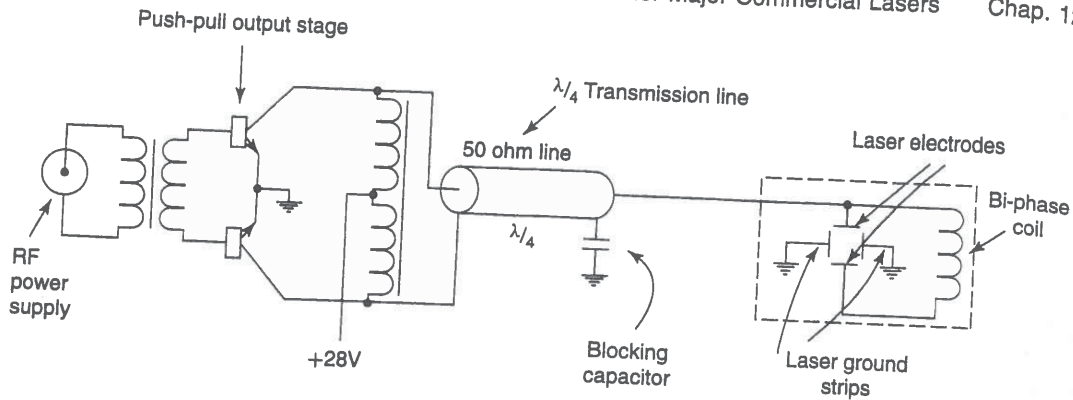 Major Commercial Lasers Chap.
Push-pull output stage
λ/4 Transmission line
50 ohm line
λ/4
Laser electrodes
Bi-phase
coil
RF
power
supply
+28V
Blocking
capacitor
Laser ground
strips